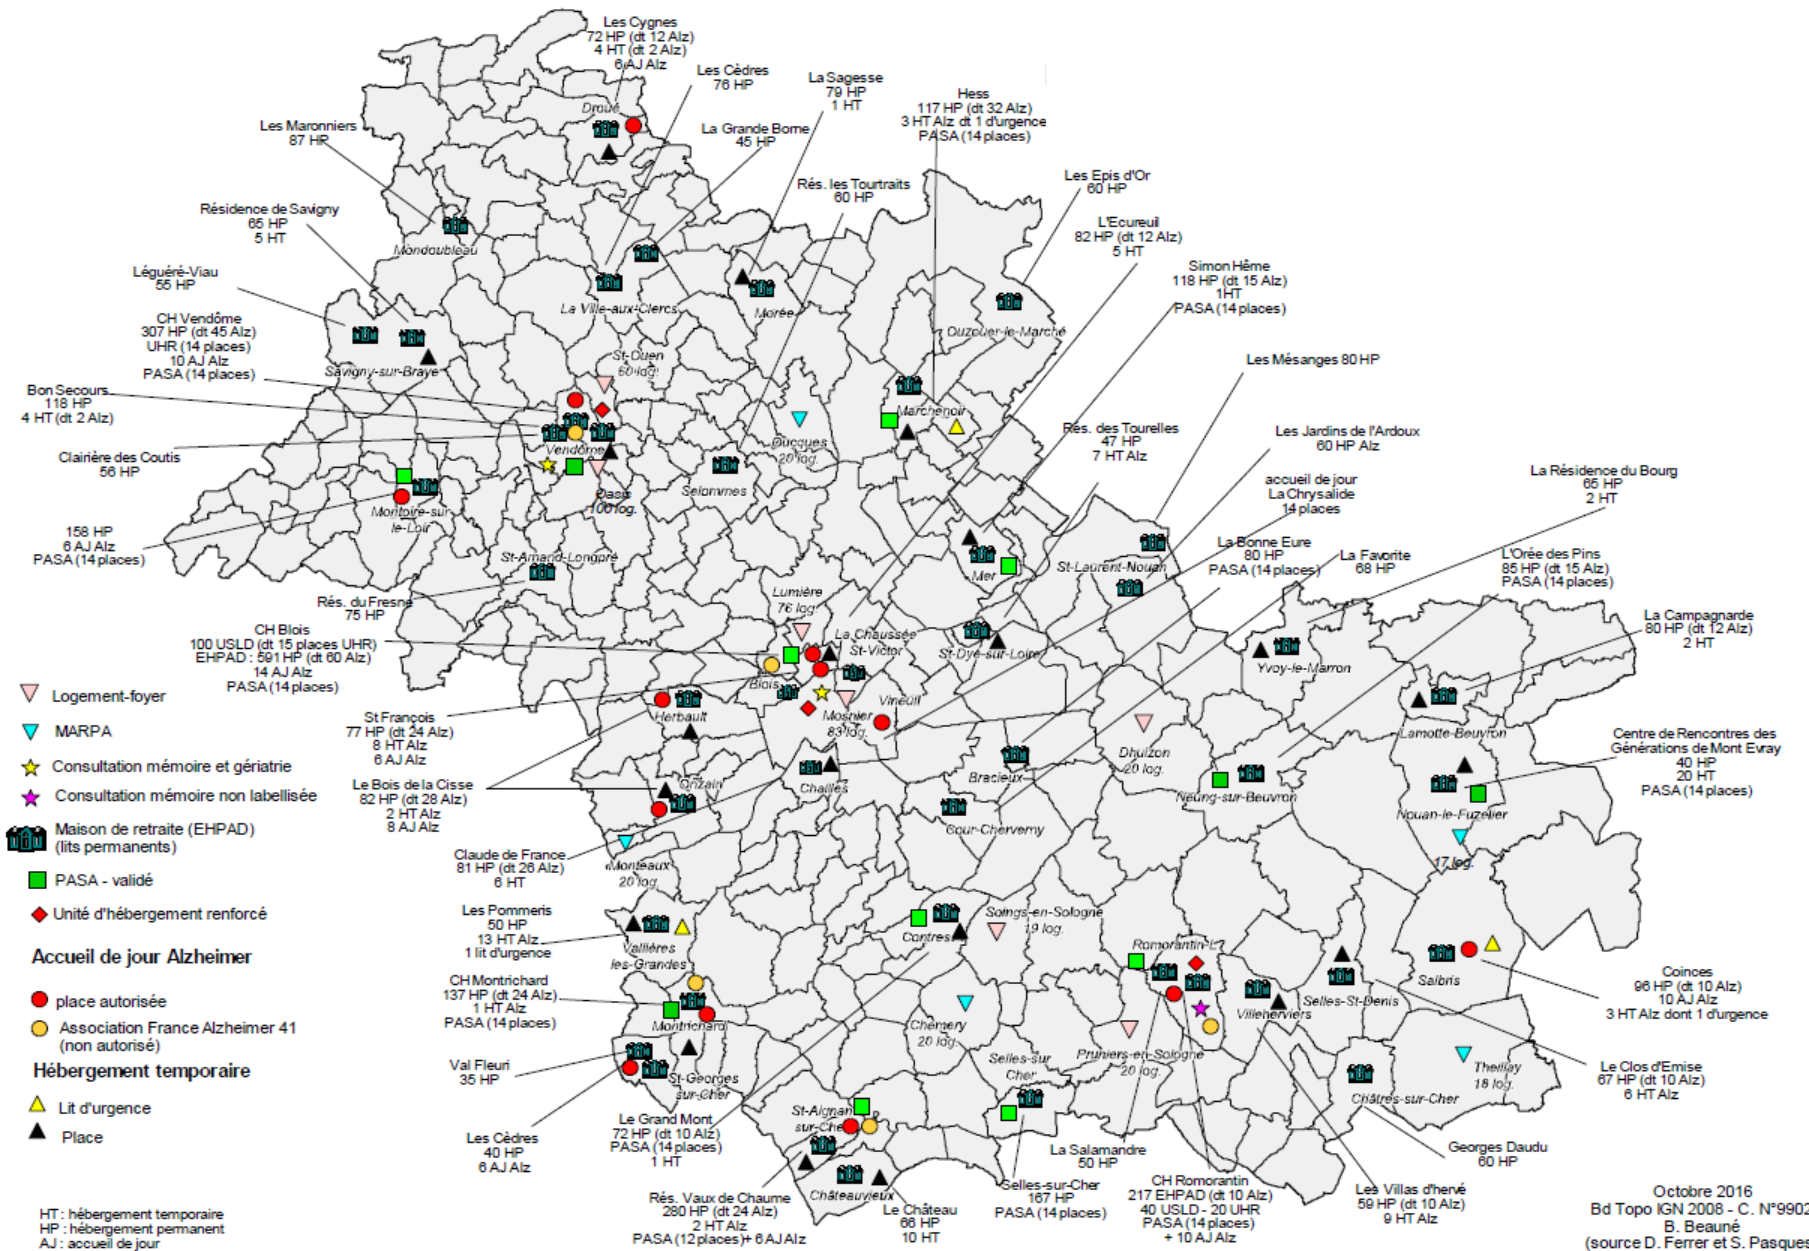 Les Cygnes
72 HP (dt 12 Alz)
4 HT (dt 2 Alz)
6 AJ Alz
Droué
Les Cèdres
76 HP
La Sagesse
79 HP
1 HT
Hess
117 HP (dt 32 Alz)
3 HT Alz dt 1 d'urgence
PASA (14 places)
Les Maronniers
87 HP
La Grande Borne
45 HP
Rés. les Tourtraits
60 HP
Les Epis d'Or
60 HP
L'Ecureuil
82 HP (dt 12 Alz)
5 HT
Simon Hême
118 HP (dt 15 Alz)
1HT
PASA (14 places)
Résidence de Savigny
65 HP
5 HT
Mondoubleau
Léguéré-Viau
55 HP
La Ville-aux-Clercs
Morée
Ouzouer-le-Marché
CH Vendôme
307 HP (dt 45 Alz)
UHR (14 places)
10 AJ Alz
PASA (14 places)
Savigny-sur-Braye
St-Ouen
60 log.
Les Mésanges 80 HP
Bon Secours
118 HP
4 HT (dt 2 Alz)
Marchenoir
Oucques
20 log.
Rés. des Tourelles
47 HP
7 HT Alz
Les Jardins de l'Ardoux
60 HP Alz
Clairière des Coutis
56 HP
Vendôme
Oasis
100 log.
Selommes
La Résidence du Bourg
65 HP
2 HT
accueil de jour
La Chrysalide
14 places
Montoire-sur
le-Loir
158 HP
6 AJ Alz
PASA (14 places)
St-Amand-Longpré
Mer
St-Laurent-Nouan
La Bonne Eure
80 HP
PASA (14 places)
La Favorite
68 HP
L'Orée des Pins
85 HP (dt 15 Alz)
PASA (14 places)
Rés. du Fresne
75 HP
Lumière
76 log.
La Campagnarde
80 HP (dt 12 Alz)
2 HT
CH Blois
100 USLD (dt 15 places UHR)
EHPAD : 591 HP (dt 60 Alz)
14 AJ Alz
PASA (14 places)
La Chaussée
St-Victor
St-Dyé-sur-Loire
Yvoy-le-Marron
Blois
Vineuil
Mosnier
83 log.
Logement-foyer
MARPA
Consultation mémoire et gériatrie
Consultation mémoire non labellisée
Maison de retraite (EHPAD)
(lits permanents)
PASA - validé
Unité d'hébergement renforcé
Accueil de jour Alzheimer
place autorisée
Association France Alzheimer 41
(non autorisé)
Hébergement temporaire
Lit d'urgence
Place
HT : hébergement temporaire
HP : hébergement permanent
AJ : accueil de jour
Herbault
St François
77 HP (dt 24 Alz)
8 HT Alz
6 AJ Alz
Dhuizon
20 log.
Lamotte-Beuvron
Centre de Rencontres des
Générations de Mont Evray
40 HP
20 HT
PASA (14 places)
Le Bois de la Cisse
82 HP (dt 28 Alz)
2 HT Alz
8 AJ Alz
Onzain
Chailles
Bracieux
Neung-sur-Beuvron
Nouan-le-Fuzelier
17 log.
Cour-Cherverny
Monteaux
20 log.
Claude de France
81 HP (dt 26 Alz)
6 HT
Les Pommeris
50 HP
13 HT Alz
1 lit d'urgence
Vallières
les-Grandes
Contres
Soings-en-Sologne
19 log.
Romorantin-L.
Salbris
Coinces
96 HP (dt 10 Alz)
10 AJ Alz
3 HT Alz dont 1 d'urgence
CH Montrichard
137 HP (dt 24 Alz)
1 HT Alz
PASA (14 places)
Montrichard
Chémery
20 log.
Villeherviers
Selles-St-Denis
Val Fleuri
35 HP
St-Georges
sur-Cher
Selles-sur
Cher
Pruniers-en-Sologne
20 log.
Theillay
18 log.
Châtres-sur-Cher
Le Clos d'Emise
67 HP (dt 10 Alz)
6 HT Alz
Les Cèdres
40 HP
6 AJ Alz
Le Grand Mont
72 HP (dt 10 Alz)
PASA (14 places)
1 HT
St-Aignan
sur-Cher
Châteauvieux
La Salamandre
50 HP
Georges Daudu
60 HP
Rés. Vaux de Chaume
280 HP (dt 24 Alz)
2 HT Alz
PASA (12 places)+ 6 AJ Alz
Le Château
66 HP
10 HT
Selles-sur-Cher
167 HP
PASA (14 places)
CH Romorantin
217 EHPAD (dt 10 Alz)
40 USLD - 20 UHR
PASA (14 places)
+ 10 AJ Alz
Les Villas d'hervé
59 HP (dt 10 Alz)
9 HT Alz
Octobre 2016
Bd Topo IGN 2008 - C. N°9902
B. Beauné
(source D. Ferrer et S. Pasques